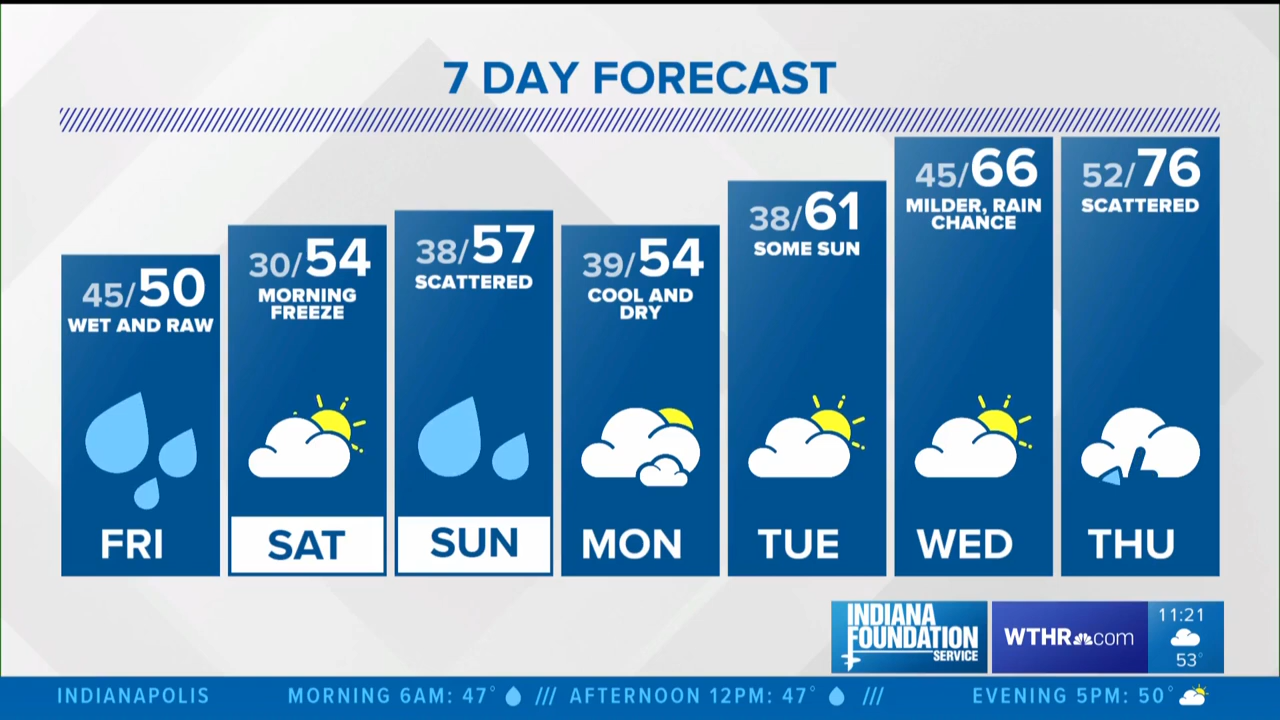 7 DAY FORECAST
45/50
WET AND RAW
FRI
30/54
MORNING
FREEZE
SAT
38/57
SCATTERED
SUN
39/54
COOL AND
DRY
MON
38/61
SOME SUN
TUE
45/66
MILDER, RAIN
CHANCE
WED
52/76
SCATTERED
THU
INDIANA
FOUNDATION
SERVICE
WTHR com
11:21
53°
INDIANAPOLIS MORNING 6AM: 47° /// AFTERNOON 12PM: 47° /// EVENING 5PM: 50°